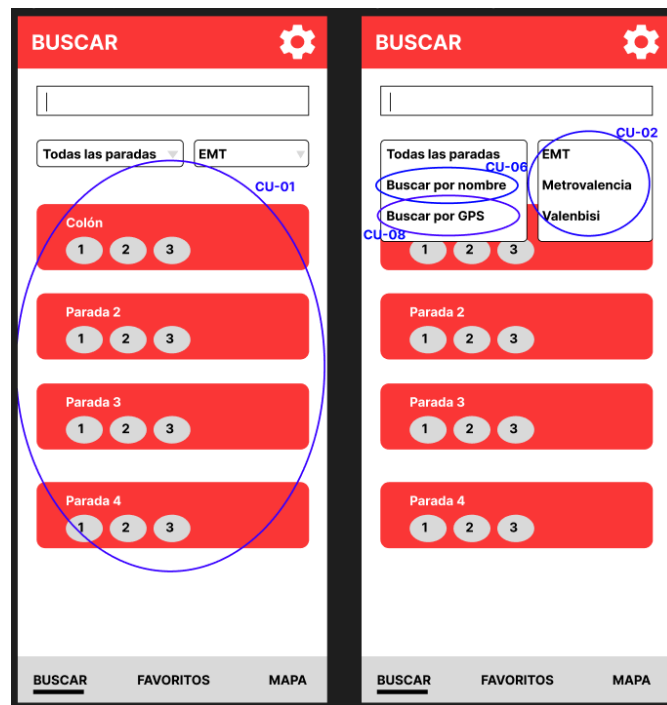 BUSCAR
Todas las paradas
EMT
CU-01
Colón
1 2 3
Parada 2
1 2 3
Parada 3
1 2 3
Parada 4
1 2 3
BUSCAR FAVORITOS MAPA
BUSCAR
CU-02
Todas las paradas
EMT
CU-06
Buscar por nombre
Metrovalencia
Buscar por GPS
Valenbisi
CU-08
1 2 3
Parada 2
1 2 3
Parada 3
1 2 3
Parada 4
1 2 3
BUSCAR FAVORITOS MAPA